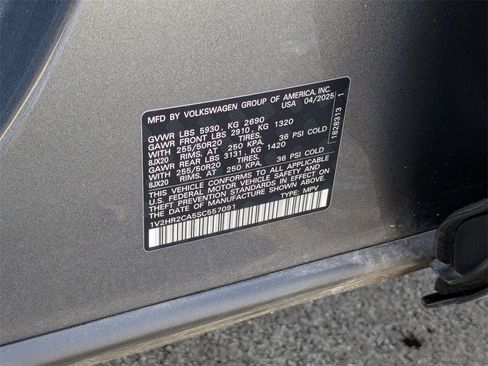 MFD BY VOLKSWAGEN GROUP OF AMERICA, INC.
USA 04/2025
GVWR LBS 5930, KG 2690
GAWR FRONT LBS 2910, KG 1320
WITH 255/50R20 TIRES,
8JX20 RIMS, AT 250 KPA, 36 PSI COLD
GAWR REAR LBS 3131, KG 1420
WITH 255/50R20 TIRES,
8JX20 RIMS, AT 250 KPA, 36 PSI COLD
THIS VEHICLE CONFORMS TO ALL APPLICABLE
U.S. FEDERAL MOTOR VEHICLE SAFETY AND
THEFT PREVENTION STANDARDS IN EFFECT ON
THE DATE OF MANUFACTURE SHOWN ABOVE.
1V2HR2CA5SC557091 TYPE: MPV
1828313 1